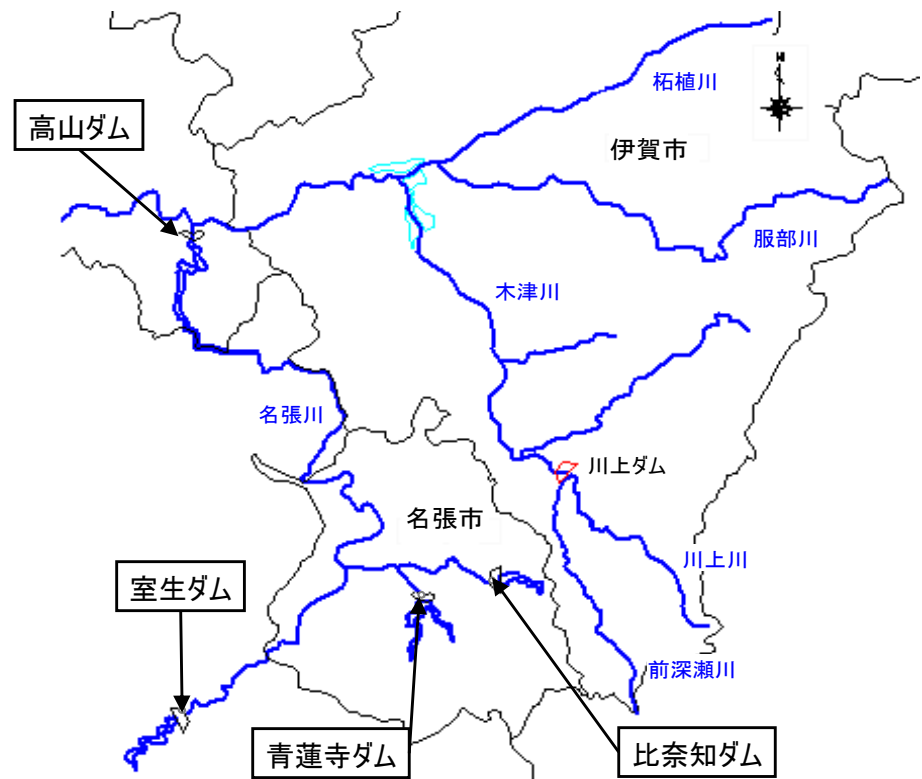 柘植川
高山ダム
伊賀市
服部川
木津川
名張川
川上ダム
名張市
川上川
室生ダム
前深瀬川
青蓮寺ダム
比奈知ダム